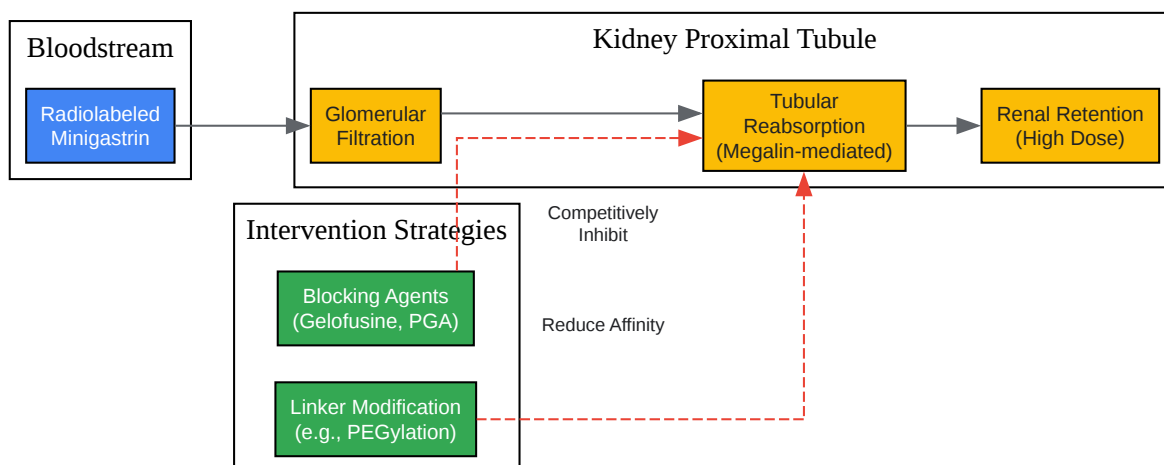 Bloodstream
Radiolabeled
Minigastrin
Kidney Proximal Tubule
Glomerular
Filtration
Tubular
Reabsorption
(Megalin-mediated)
Renal Retention
(High Dose)
Intervention Strategies
Blocking Agents
(Gelofusine, PGA)
Linker Modification
(e.g., PEGylation)
Competitively
Inhibit
Reduce Affinity